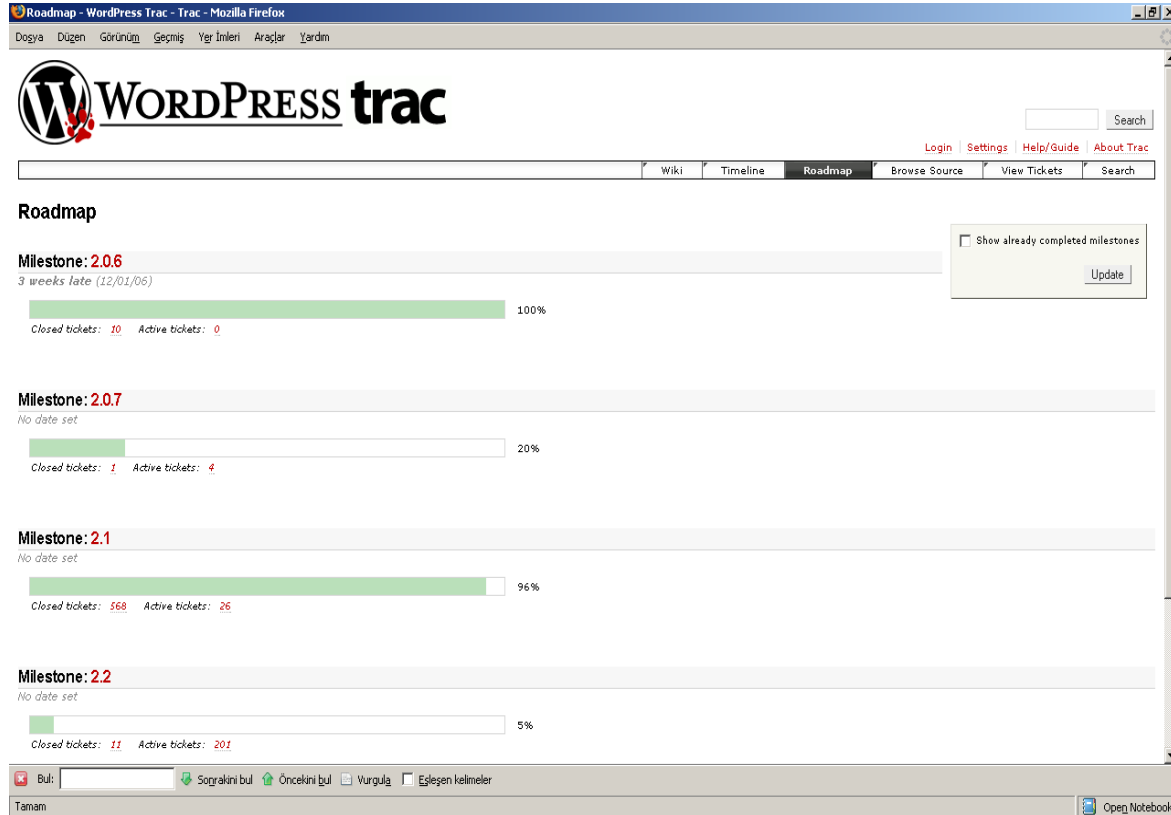 Roadmap - WordPress Trac - Trac - Mozilla Firefox
Dosya Düzen Görünüm Geçmiş Yer İmleri Araçlar Yardım
WORDPRESS trac
Search
Login Settings Help/Guide About Trac
Wiki Timeline Roadmap Browse Source View Tickets Search
Roadmap
Show already completed milestones
Update
Milestone: 2.0.6
3 weeks late (12/01/06)
100%
Closed tickets: 10 Active tickets: 0
Milestone: 2.0.7
No date set
20%
Closed tickets: 1 Active tickets: 4
Milestone: 2.1
No date set
96%
Closed tickets: 568 Active tickets: 26
Milestone: 2.2
No date set
5%
Closed tickets: 11 Active tickets: 201
Bul: Sonrakini bul Öncekini bul Vurgula Eşleşen kelimeler
Tamam Open Notebook